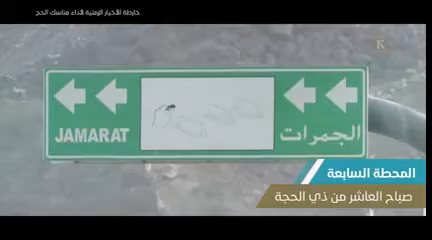 خارطة الأخبار الزمنية لأداء مناسك الحج
K
JAMARAT
الجمرات
المحطة السابعة
صباح العاشر من ذي الحجة